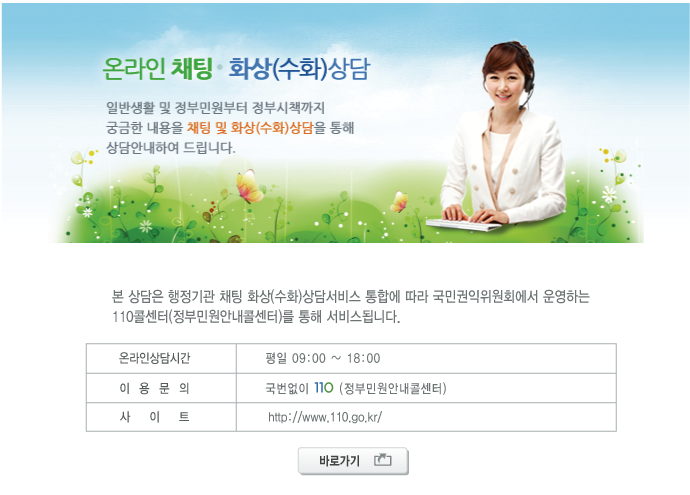 온라인 채팅 · 화상(수화)상담
일반생활 및 정부민원부터 정부시책까지
궁금한 내용을 채팅 및 화상(수화)상담을 통해
상담안내하여 드립니다.
본 상담은 행정기관 채팅 화상(수화)상담서비스 통합에 따라 국민권익위원회에서 운영하는
110콜센터(정부민원안내콜센터)를 통해 서비스됩니다.
온라인상담시간 평일 09:00 ~ 18:00
이 용 문 의 국번없이 110 (정부민원안내콜센터)
사 이 트 http://www.110.go.kr/
바로가기